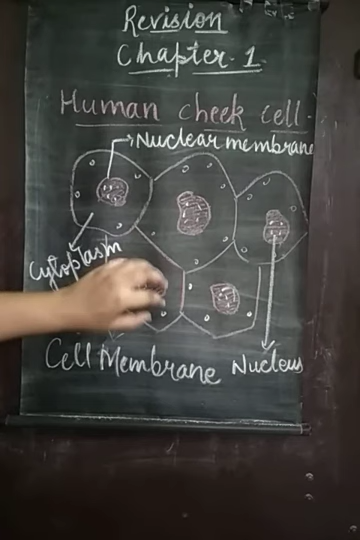 Revision
Chapter-1.
Human cheek cell.
Nuclear membrane
Cytoplasm
Cell Membrane
Nucleus